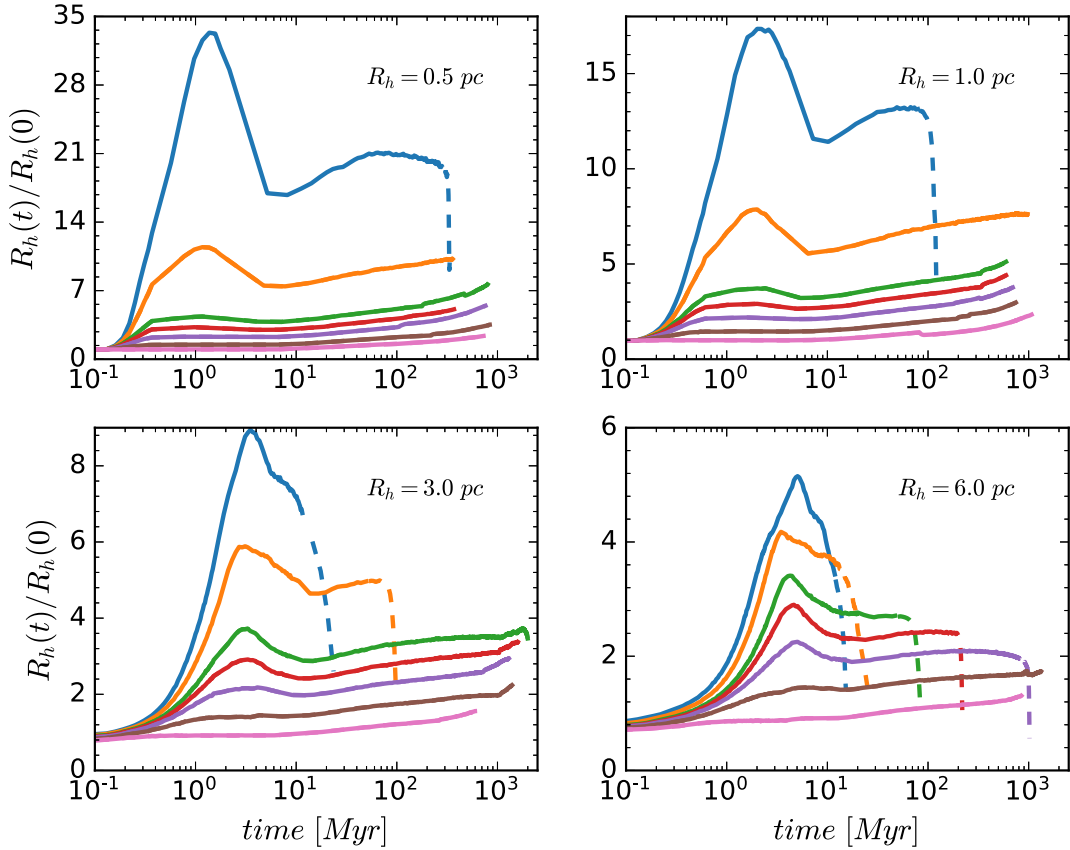 35
28
21
14
7
0
R_h(t)/R_h(0)
R_h = 0.5 pc
10^-1 10^0 10^1 10^2 10^3
15
10
5
0
R_h = 1.0 pc
10^-1 10^0 10^1 10^2 10^3
8
6
4
2
0
R_h(t)/R_h(0)
R_h = 3.0 pc
10^-1 10^0 10^1 10^2 10^3
time [Myr]
6
4
2
0
R_h = 6.0 pc
10^-1 10^0 10^1 10^2 10^3
time [Myr]